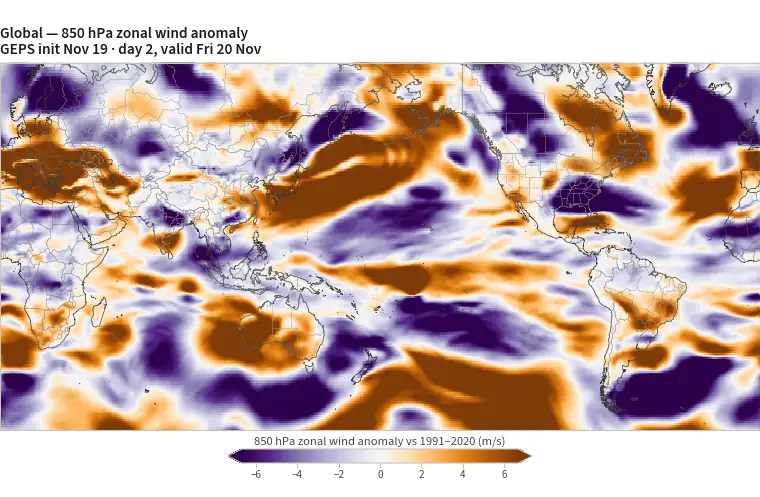 Global — 850 hPa zonal wind anomaly
GEPS init Nov 19 · day 2, valid Fri 20 Nov
850 hPa zonal wind anomaly vs 1991–2020 (m/s)
−6 −4 −2 0 2 4 6